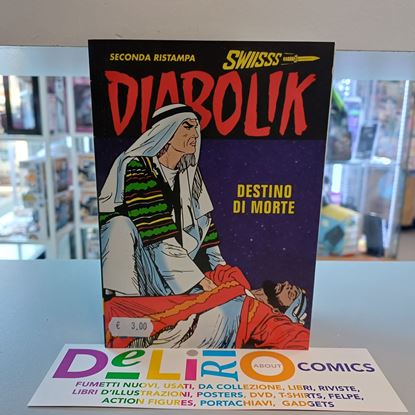 SECONDA RISTAMPA
SWIISSS
DIABOLIK
DESTINO
DI MORTE
€ 3,00
DeLiRiO
ABOUT
COMICS
FUMETTI NUOVI, USATI, DA COLLEZIONE, LIBRI, RIVISTE,
LIBRI D'ILLUSTRAZIONI, POSTERS, DVD, T-SHIRTS, FELPE,
ACTION FIGURES, PORTACHIAVI, GADGETS